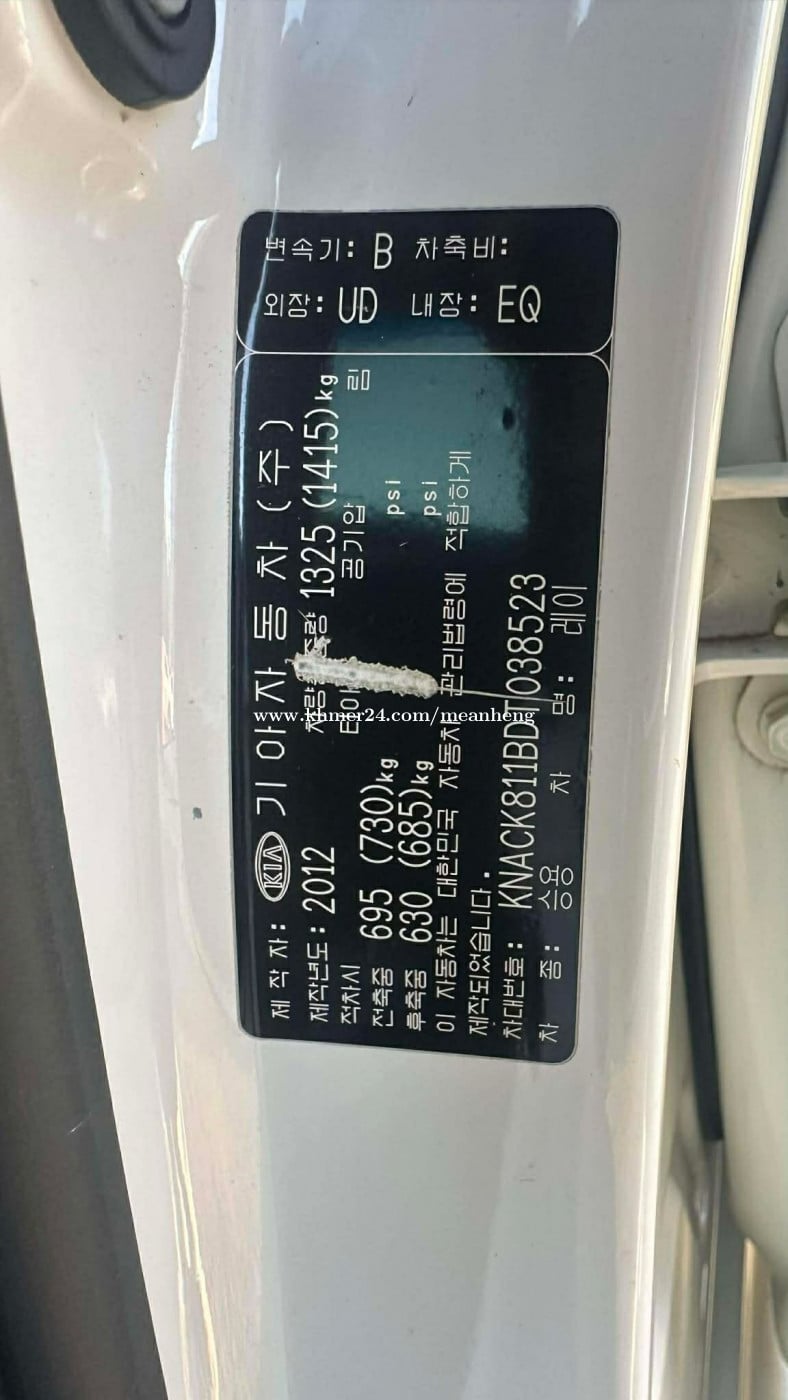 변속기: B 차축비:
외장: UD 내장: EQ
제 작 자: KIA 기 아 자 동 차 ( 주 )
제작년도: 2012 1325 (1415)kg
적차시 공기압 림
전축중 695 (730)kg psi
후축중 630 (685)kg psi
이 자동차는 대한민국 자동차 관리법령에 적합하게
제작되었습니다.
차대번호: KNACK811BDT038523
차 종: 승용 차 명: 레이
www.khmer24.com/meanheng